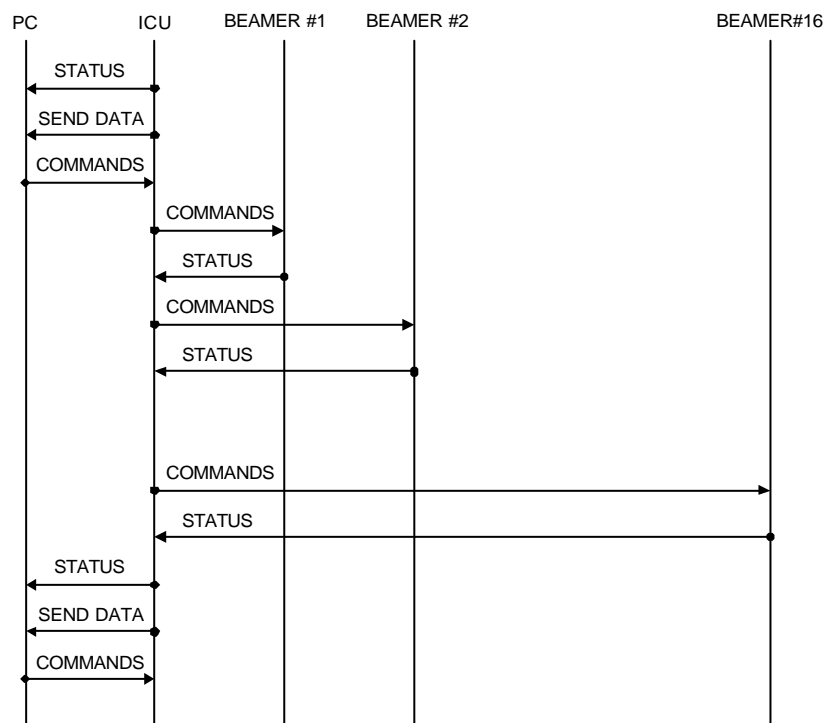 PC ICU BEAMER #1 BEAMER #2 BEAMER#16
STATUS
SEND DATA
COMMANDS
COMMANDS
STATUS
COMMANDS
STATUS
COMMANDS
STATUS
STATUS
SEND DATA
COMMANDS